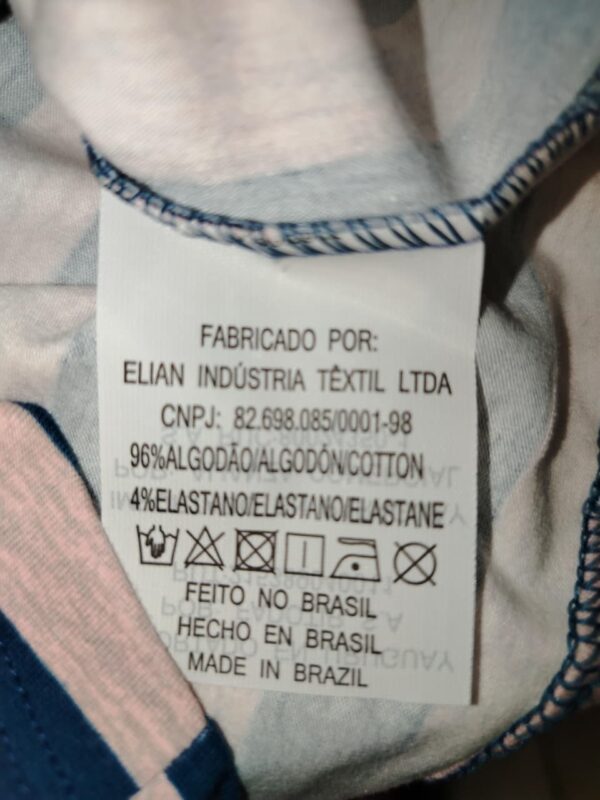 FABRICADO POR:
ELIAN INDÚSTRIA TÊXTIL LTDA
CNPJ: 82.698.085/0001-98
96%ALGODÃO/ALGODÓN/COTTON
4%ELASTANO/ELASTANO/ELASTANE
FEITO NO BRASIL
HECHO EN BRASIL
MADE IN BRAZIL